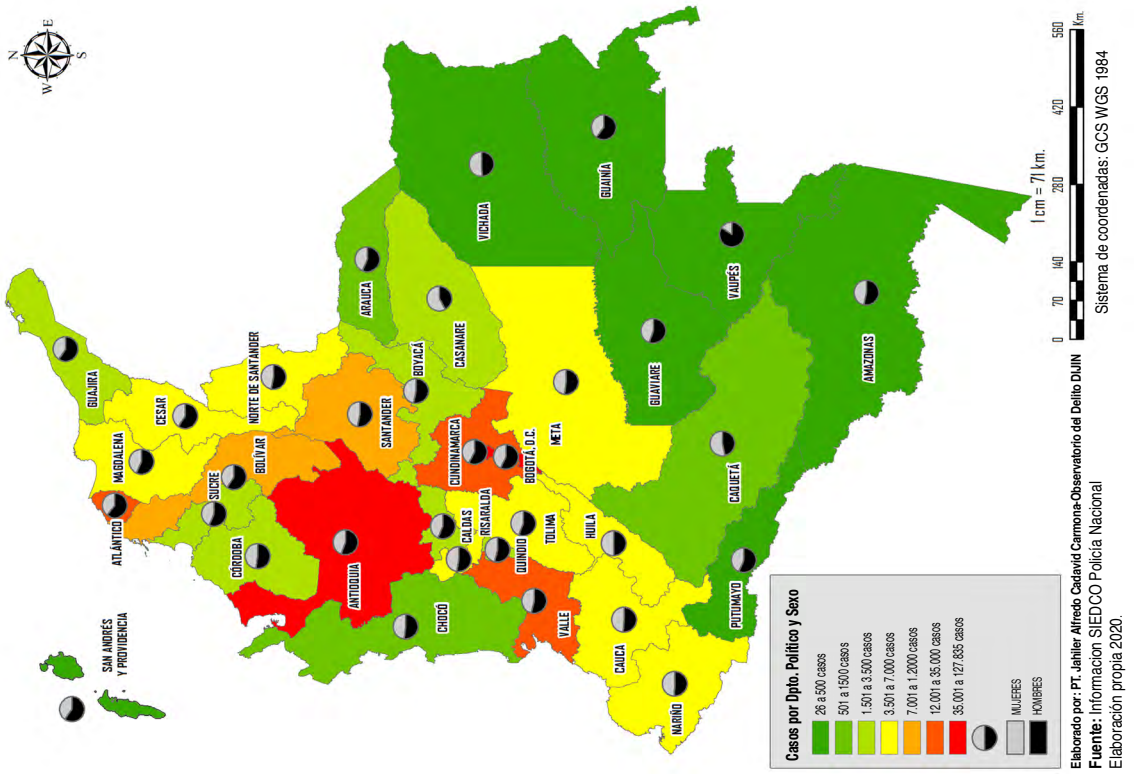 N
E
W
S
SAN ANDRÉS
Y PROVIDENCIA
GUAJIRA
ATLÁNTICO
MAGDALENA
CESAR
SUCRE
BOLÍVAR
NORTE DE SANTANDER
CÓRDOBA
ANTIOQUIA
SANTANDER
ARAUCA
CHOCÓ
CALDAS
RISARALDA
QUINDIO
CUNDINAMARCA
BOGOTÁ, D.C.
BOYACÁ
CASANARE
VICHADA
VALLE
TOLIMA
HUILA
META
GUAINÍA
CAUCA
NARIÑO
GUAVIARE
VAUPÉS
CAQUETÁ
PUTUMAYO
AMAZONAS
Casos por Dpto. Político y Sexo
26 a 500 casos
501 a 1500 casos
1.501 a 3.500 casos
3.501 a 7.000 casos
7.001 a 1.2000 casos
12.001 a 35.000 casos
35.001 a 127.835 casos
MUJERES
HOMBRES
1 cm = 71 km.
0 70 140 280 420 560
Km.
Sistema de coordenadas: GCS WGS 1984
Elaborado por: PT. Jahiler Alfredo Cadavid Carmona-Observatorio del Delito DIJIN
Fuente: Informacion SIEDCO Policía Nacional
Elaboración propia 2020.